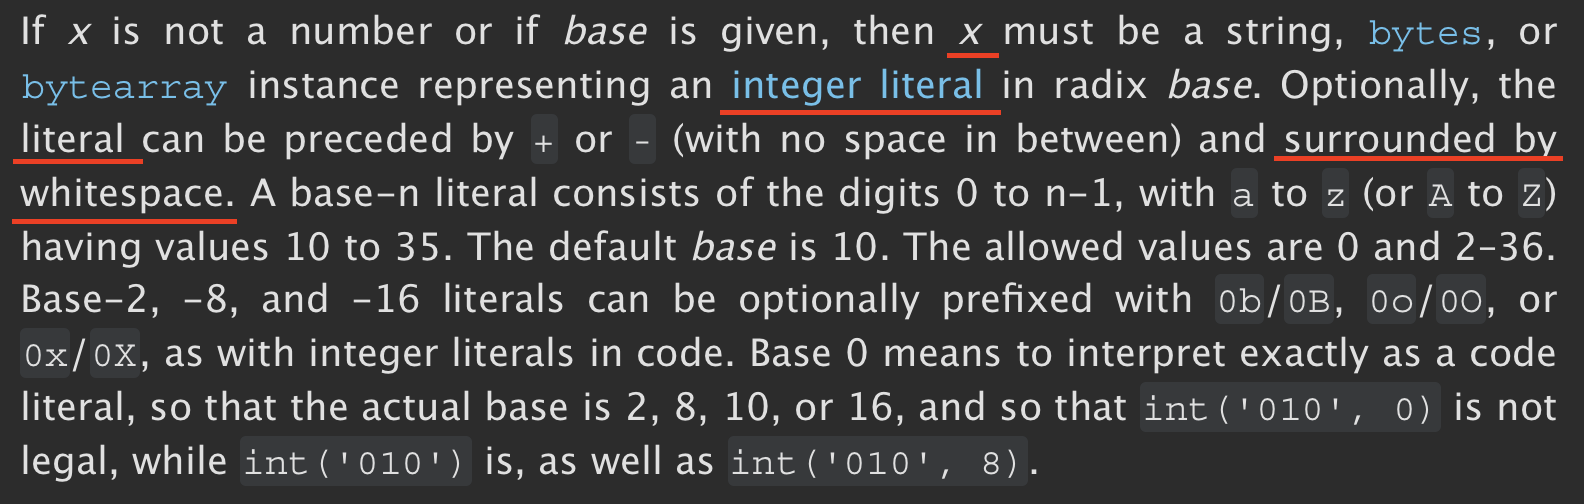 If x is not a number or if base is given, then x must be a string, bytes, or
bytearray instance representing an integer literal in radix base. Optionally, the
literal can be preceded by + or - (with no space in between) and surrounded by
whitespace. A base-n literal consists of the digits 0 to n-1, with a to z (or A to Z)
having values 10 to 35. The default base is 10. The allowed values are 0 and 2-36.
Base-2, -8, and -16 literals can be optionally prefixed with 0b/0B, 0o/0O, or
0x/0X, as with integer literals in code. Base 0 means to interpret exactly as a code
literal, so that the actual base is 2, 8, 10, or 16, and so that int('010', 0) is not
legal, while int('010') is, as well as int('010', 8).